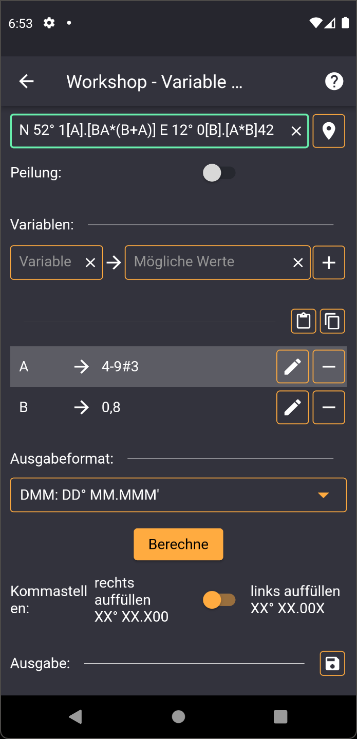 6:53
Workshop - Variable ...
N 52° 1[A].[BA*(B+A)] E 12° 0[B].[A*B]42
Peilung:
Variablen:
Variable
Mögliche Werte
A
4-9#3
B
0,8
Ausgabeformat:
DMM: DD° MM.MMM'
Berechne
Kommastell
en:
rechts
auffüllen
XX° XX.X00
links auffüllen
XX° XX.00X
Ausgabe: